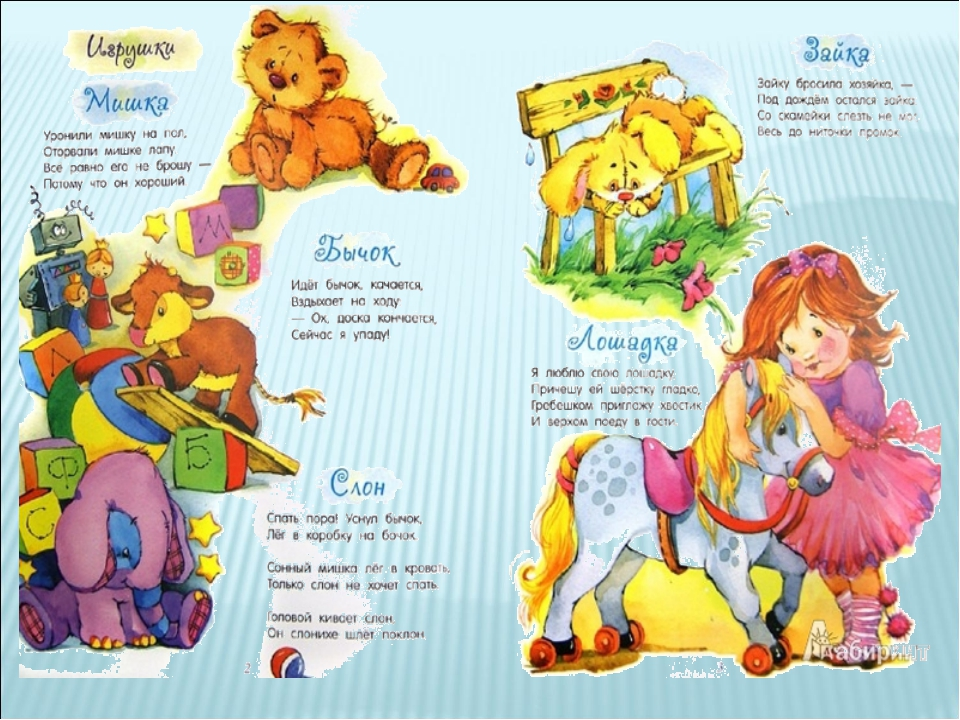 Игрушки
Мишка
Уронили мишку на пол,
Оторвали мишке лапу.
Все равно его не брошу —
Потому что он хороший.
М
Бычок
Идёт бычок, качается,
Вздыхает на ходу:
— Ох, доска кончается,
Сейчас я упаду!
Л
Б
Ф
С
Слон
Спать пора! Уснул бычок,
Лёг в коробку на бочок.
Сонный мишка лёг в кровать,
Только слон не хочет спать.
Головой кивает слон,
Он слонихе шлёт поклон.
2
Зайка
Зайку бросила хозяйка, —
Под дождём остался зайка.
Со скамейки слезть не мог,
Весь до ниточки промок.
Лошадка
Я люблю свою лошадку,
Причешу ей шёрстку гладко,
Гребешком приглажу хвостик
И верхом поеду в гости.
Лабиринт